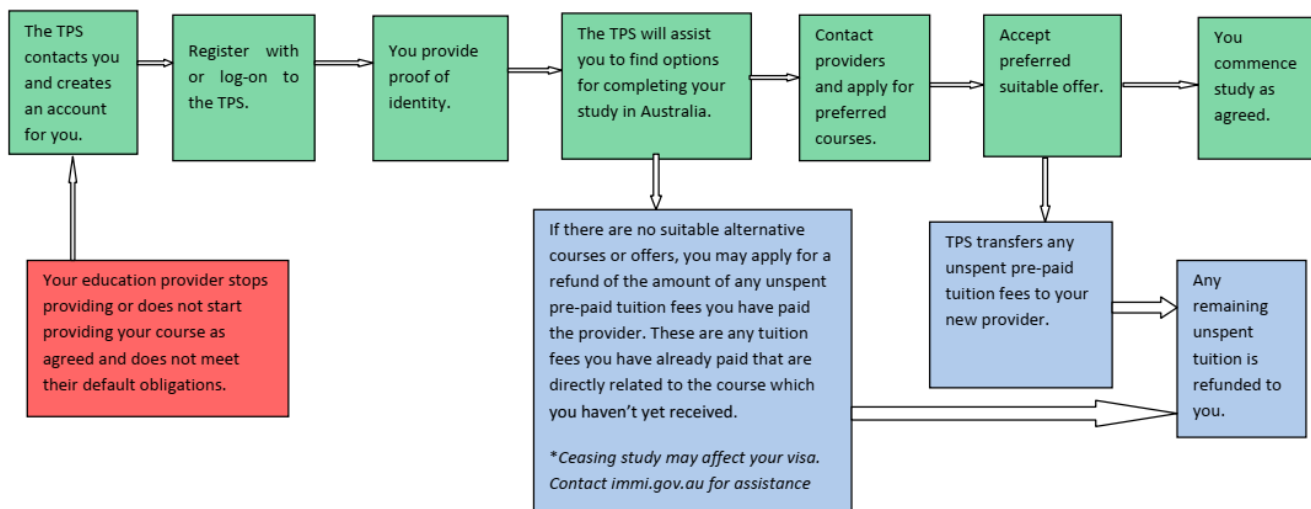 The TPS
contacts you
and creates
an account
for you.
Register with
or log-on to
the TPS.
You provide
proof of
identity.
The TPS will assist
you to find options
for completing your
study in Australia.
Contact
providers
and apply for
preferred
courses.
Accept
preferred
suitable offer.
You
commence
study as
agreed.
Your education provider stops
providing or does not start
providing your course as
agreed and does not meet
their default obligations.
If there are no suitable alternative
courses or offers, you may apply for a
refund of the amount of any unspent
pre-paid tuition fees you have paid
the provider. These are any tuition
fees you have already paid that are
directly related to the course which
you haven’t yet received.
*Ceasing study may affect your visa.
Contact immi.gov.au for assistance
TPS transfers any
unspent pre-paid
tuition fees to your
new provider.
Any
remaining
unspent
tuition is
refunded to
you.